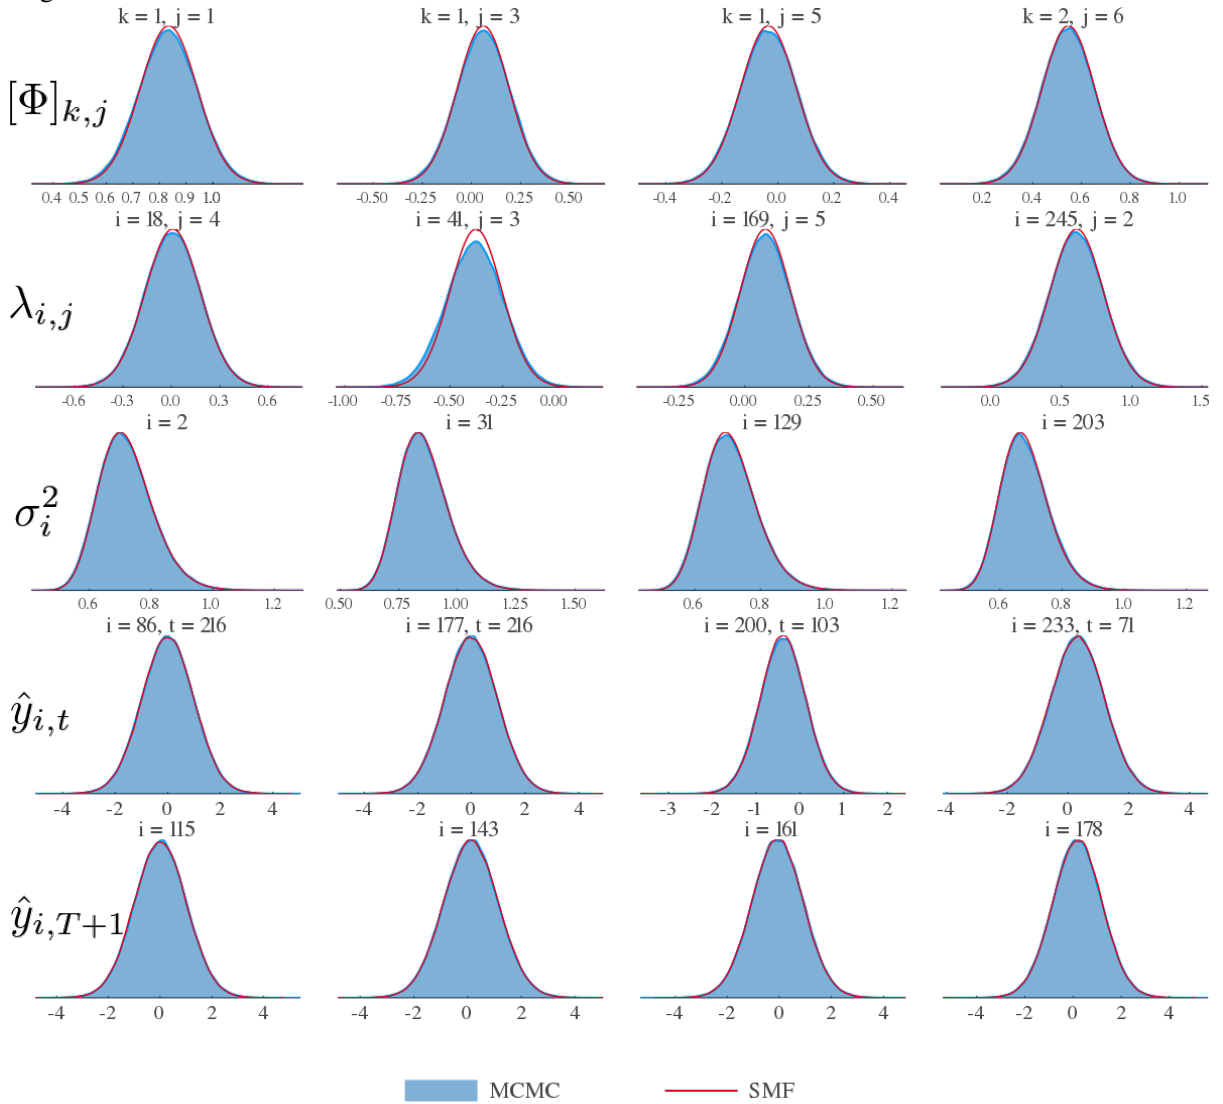 k = 1, j = 1 k = 1, j = 3 k = 1, j = 5 k = 2, j = 6
[Φ]k,j
0.4 0.5 0.6 0.7 0.8 0.9 1.0 -0.50 -0.25 0.00 0.25 0.50 -0.4 -0.2 0.0 0.2 0.4 0.2 0.4 0.6 0.8 1.0
i = 18, j = 4 i = 41, j = 3 i = 169, j = 5 i = 245, j = 2
λi,j
-0.6 -0.3 0.0 0.3 0.6 -1.00 -0.75 -0.50 -0.25 0.00 -0.25 0.00 0.25 0.50 0.0 0.5 1.0 1.5
i = 2 i = 31 i = 129 i = 203
σ²i
0.6 0.8 1.0 1.2 0.50 0.75 1.00 1.25 1.50 0.6 0.8 1.0 1.2 0.6 0.8 1.0 1.2
i = 86, t = 216 i = 177, t = 216 i = 200, t = 103 i = 233, t = 71
ŷi,t
-4 -2 0 2 4 -4 -2 0 2 4 -3 -2 -1 0 1 2 -4 -2 0 2 4
i = 115 i = 143 i = 161 i = 178
ŷi,T+1
-4 -2 0 2 4 -4 -2 0 2 4 -4 -2 0 2 4 -4 -2 0 2 4
MCMC SMF